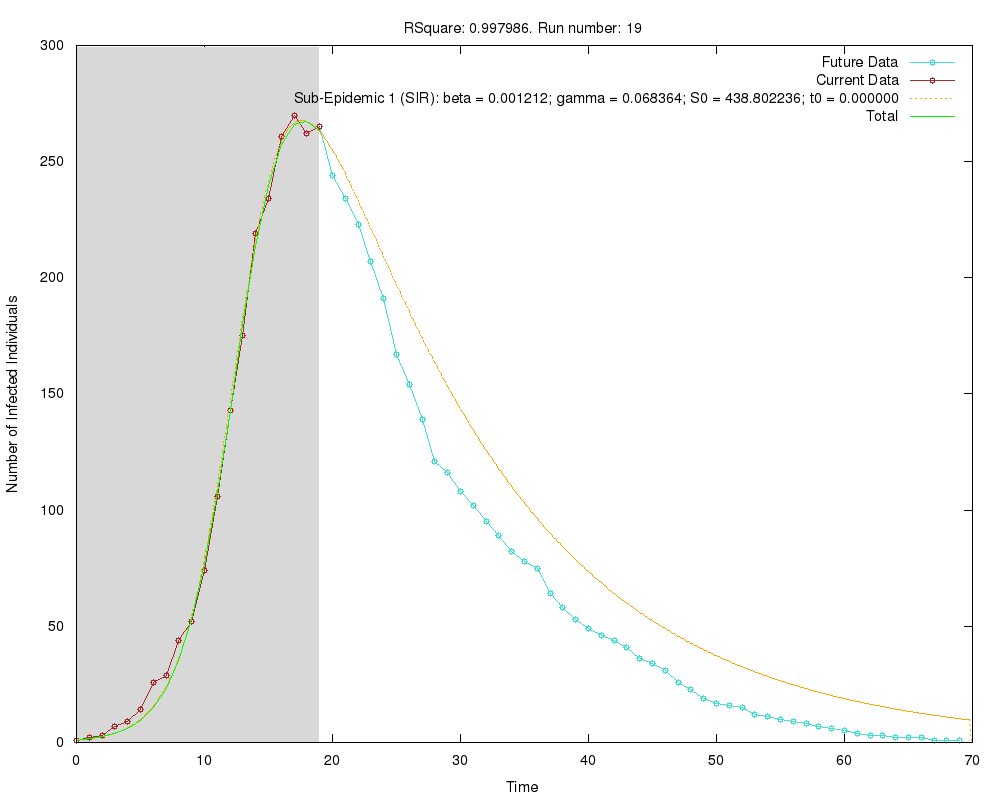 RSquare: 0.997986. Run number: 19
Future Data
Current Data
Sub-Epidemic 1 (SIR): beta = 0.001212; gamma = 0.068364; S0 = 438.802236; t0 = 0.000000
Total
300
250
200
150
100
50
0
Number of Infected Individuals
0 10 20 30 40 50 60 70
Time